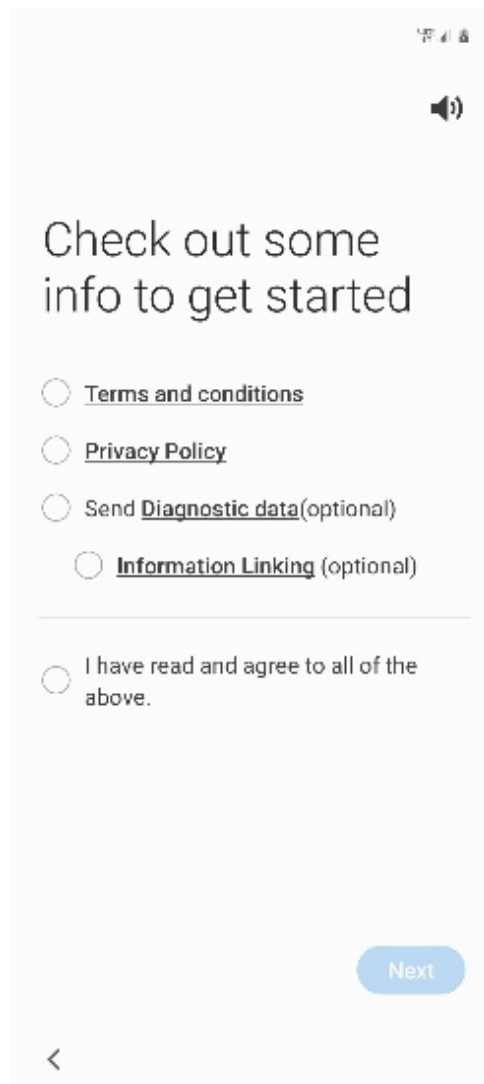 Check out some
info to get started
Terms and conditions
Privacy Policy
Send Diagnostic data(optional)
Information Linking (optional)
I have read and agree to all of the
above.
Next